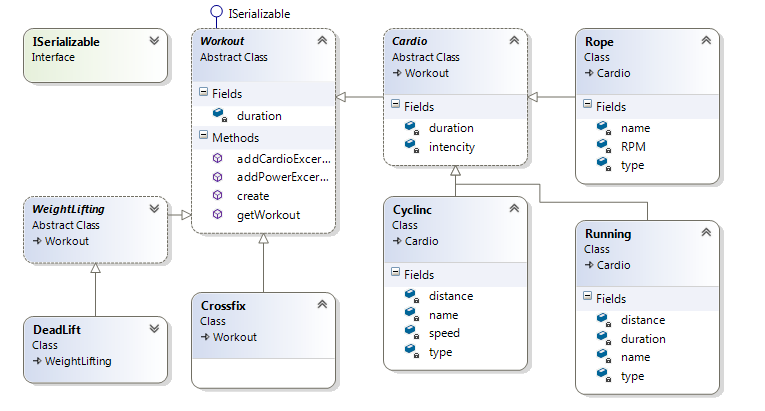 ISerializable
ISerializable
Interface
Workout
Abstract Class
Fields
duration
Methods
addCardioExcer...
addPowerExcer...
create
getWorkout
Cardio
Abstract Class
Workout
Fields
duration
intencity
Rope
Class
Cardio
Fields
name
RPM
type
WeightLifting
Abstract Class
Workout
Cyclinc
Class
Cardio
Fields
distance
name
speed
type
Running
Class
Cardio
Fields
distance
duration
name
type
DeadLift
Class
WeightLifting
Crossfix
Class
Workout